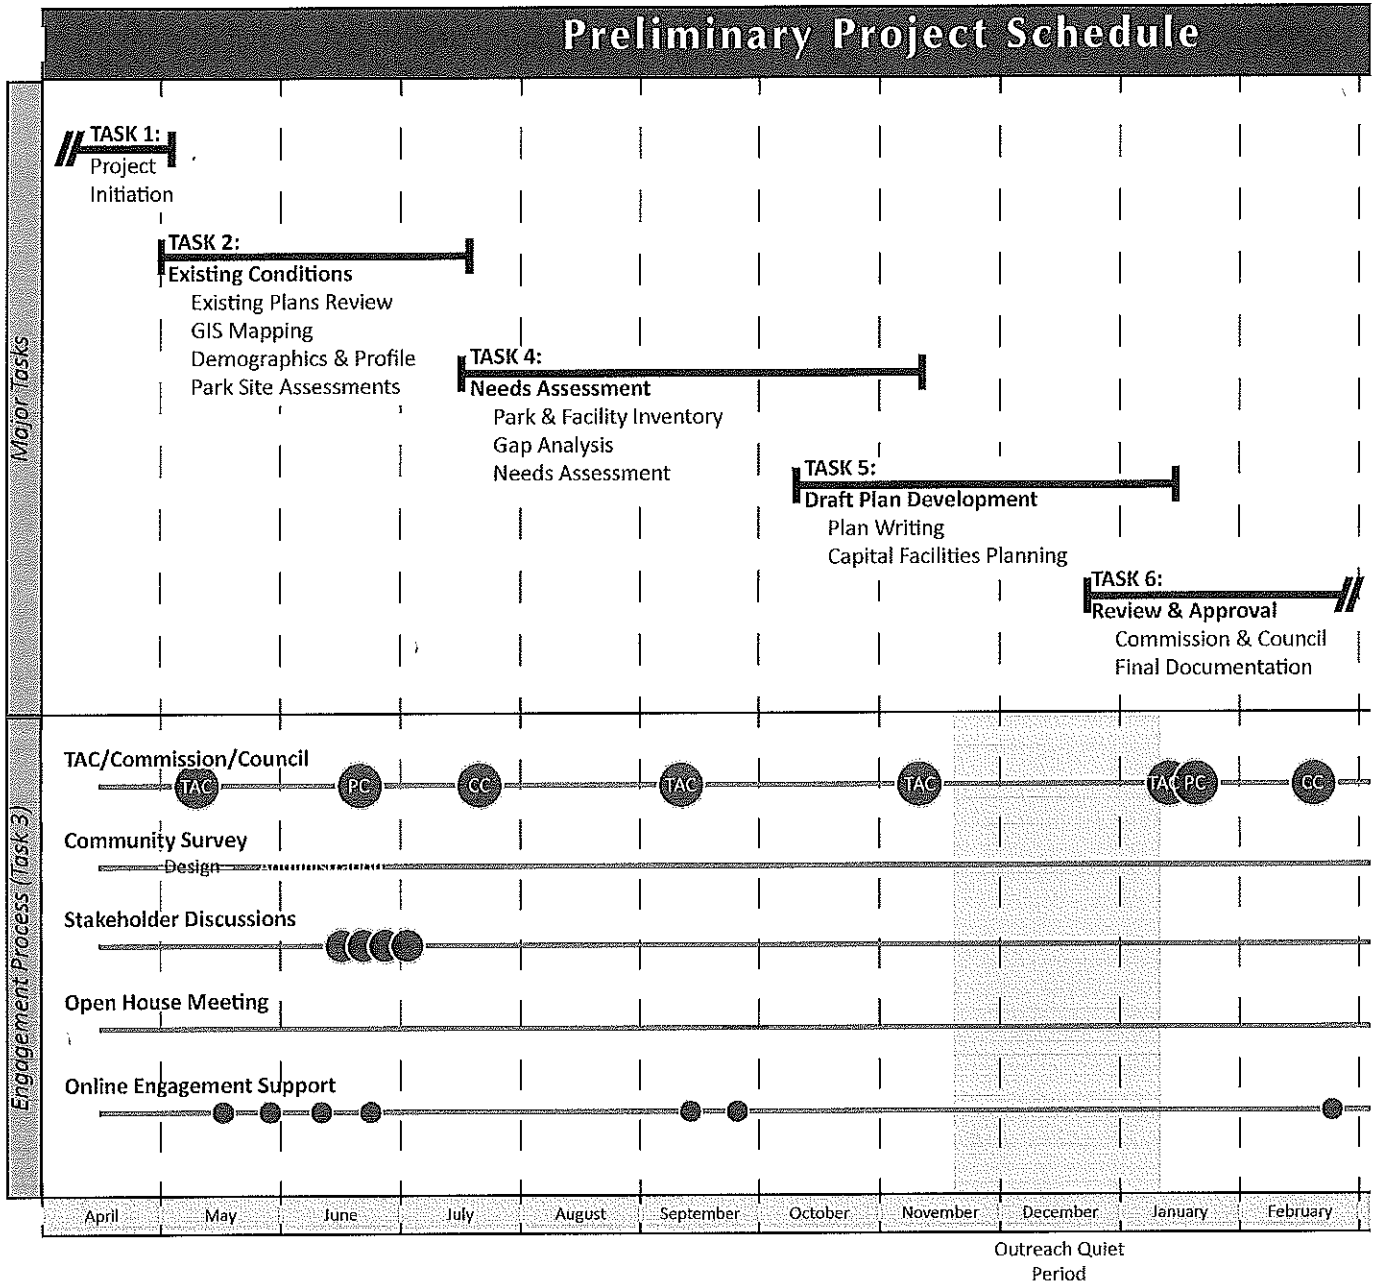 Preliminary Project Schedule
Major Tasks
TASK 1:
Project
Initiation
TASK 2:
Existing Conditions
Existing Plans Review
GIS Mapping
Demographics & Profile
Park Site Assessments
TASK 4:
Needs Assessment
Park & Facility Inventory
Gap Analysis
Needs Assessment
TASK 5:
Draft Plan Development
Plan Writing
Capital Facilities Planning
TASK 6:
Review & Approval
Commission & Council
Final Documentation
Engagement Process (Task 3)
TAC/Commission/Council
TAC PC CC TAC TAC TAC PC CC
Community Survey
Design
Stakeholder Discussions
Open House Meeting
Online Engagement Support
April May June July August September October November December January February
Outreach Quiet
Period